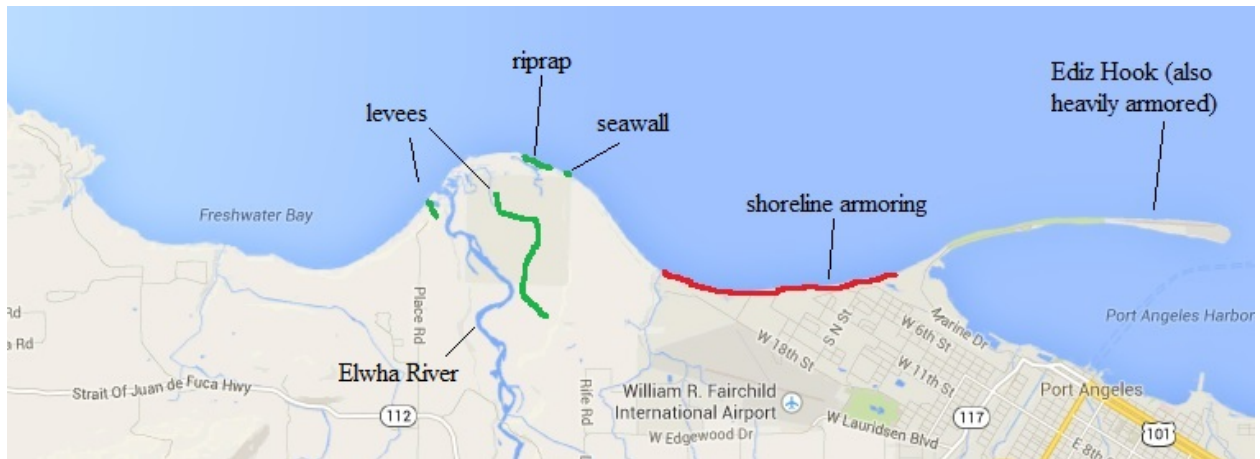 riprap
Ediz Hook (also
heavily armored)
levees
seawall
Freshwater Bay
shoreline armoring
Place Rd
Rd
a Rd
Elwha River
Strait Of Juan de Fuca Hwy
112
Rife Rd
William R. Fairchild
International Airport
W Edgewood Dr
W 18th St
S N St
W 6th St
Marine Dr
W 11th St
W Lauridsen Blvd
117
Port Angeles Harbor
Port Angeles
101
E 8th